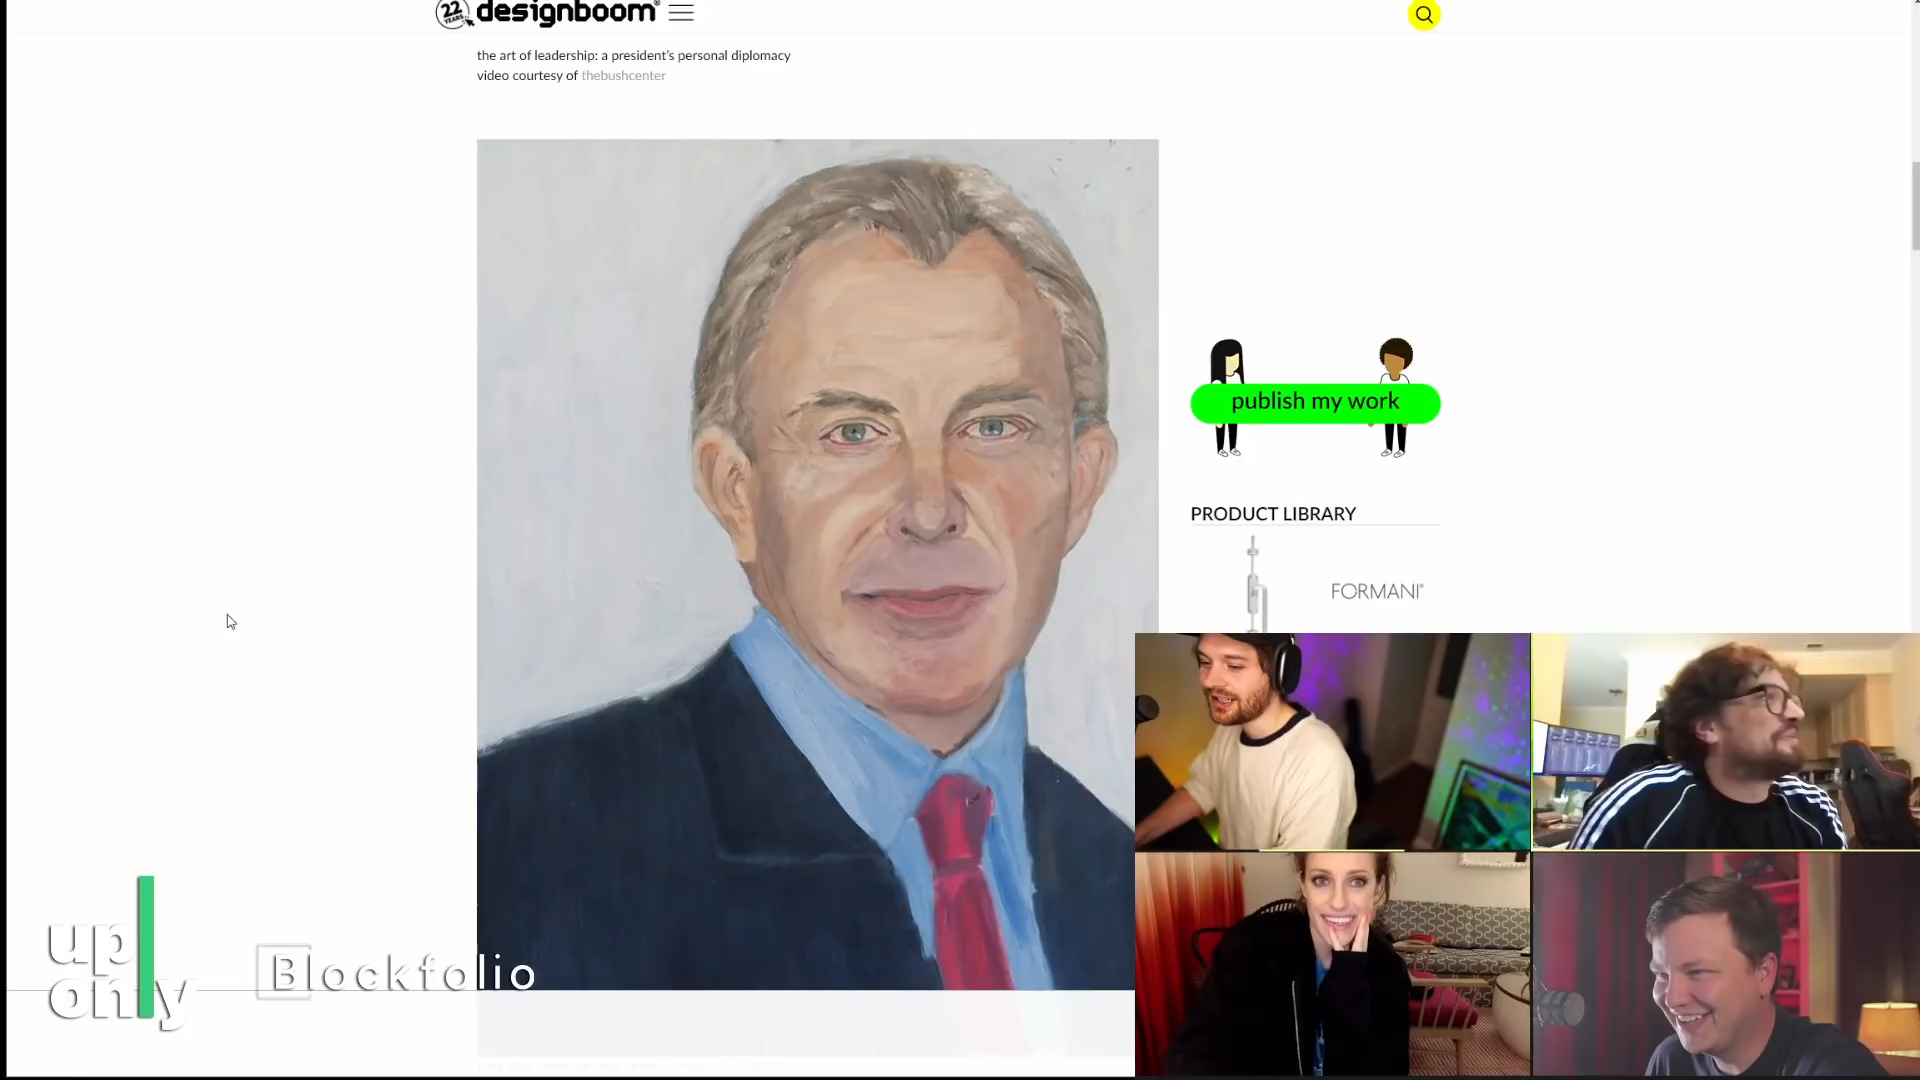 22
YEARS
designboom
the art of leadership: a president's personal diplomacy
video courtesy of thebushcenter
publish my work
PRODUCT LIBRARY
FORMANI
up
only
Blockfolio